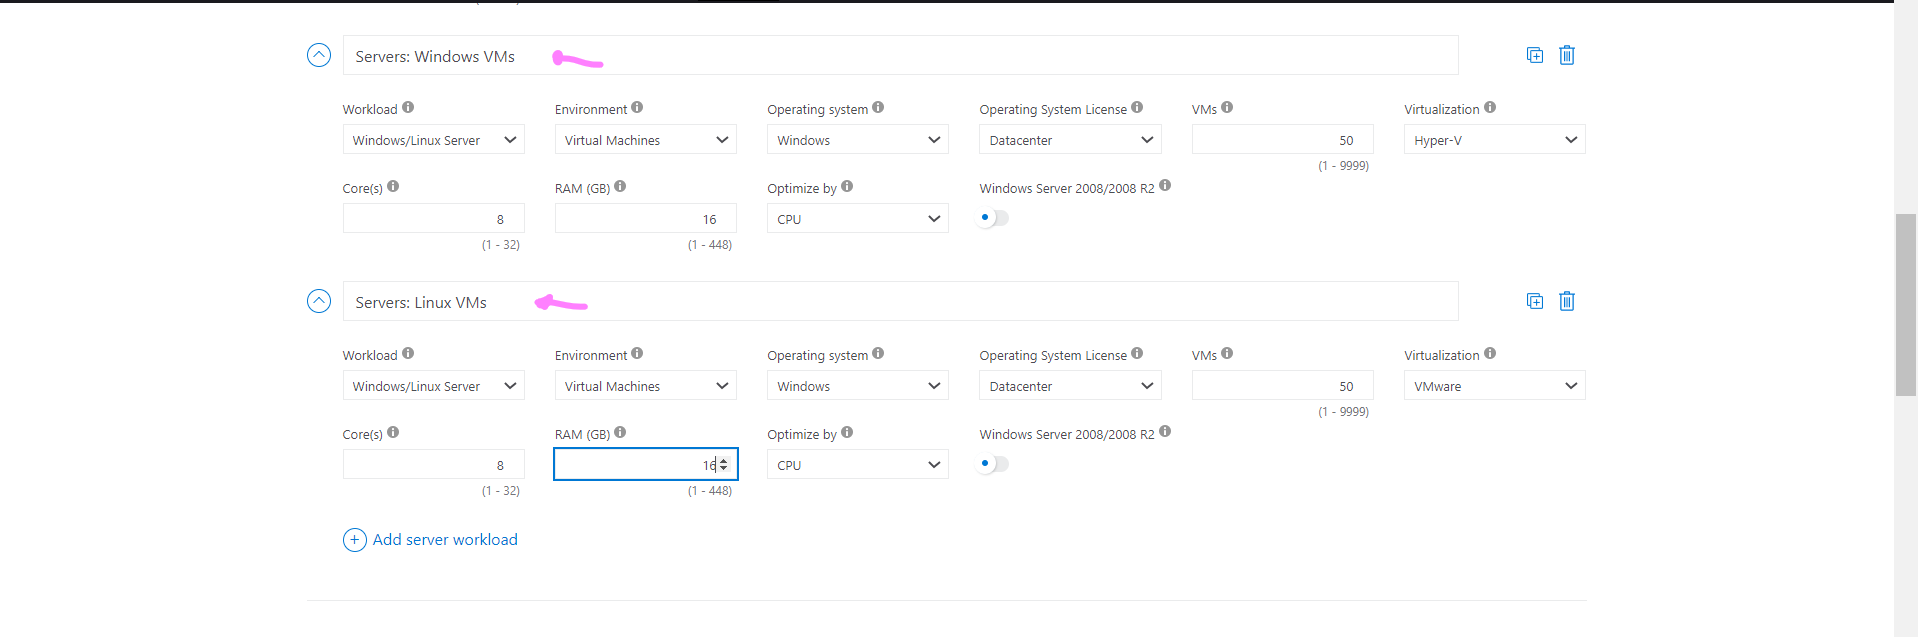 Servers: Windows VMs
Workload Environment Operating system Operating System License VMs Virtualization
Windows/Linux Server Virtual Machines Windows Datacenter 50 Hyper-V
(1 - 9999)
Core(s) RAM (GB) Optimize by Windows Server 2008/2008 R2
8 16 CPU
(1 - 32) (1 - 448)
Servers: Linux VMs
Workload Environment Operating system Operating System License VMs Virtualization
Windows/Linux Server Virtual Machines Windows Datacenter 50 VMware
(1 - 9999)
Core(s) RAM (GB) Optimize by Windows Server 2008/2008 R2
8 16 CPU
(1 - 32) (1 - 448)
Add server workload